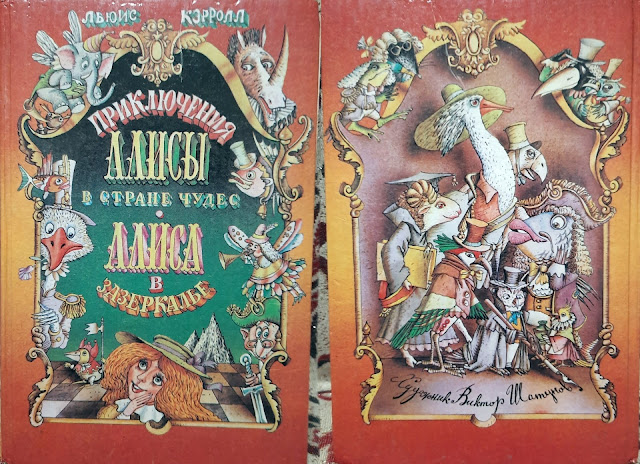 ЛЬЮИС КЭРРОЛЛ
ПРИКЛЮЧЕНИЯ
АЛИСЫ
В СТРАНЕ ЧУДЕС
•
АЛИСА
В
ЗАЗЕРКАЛЬЕ
Художник Виктор Шатунов